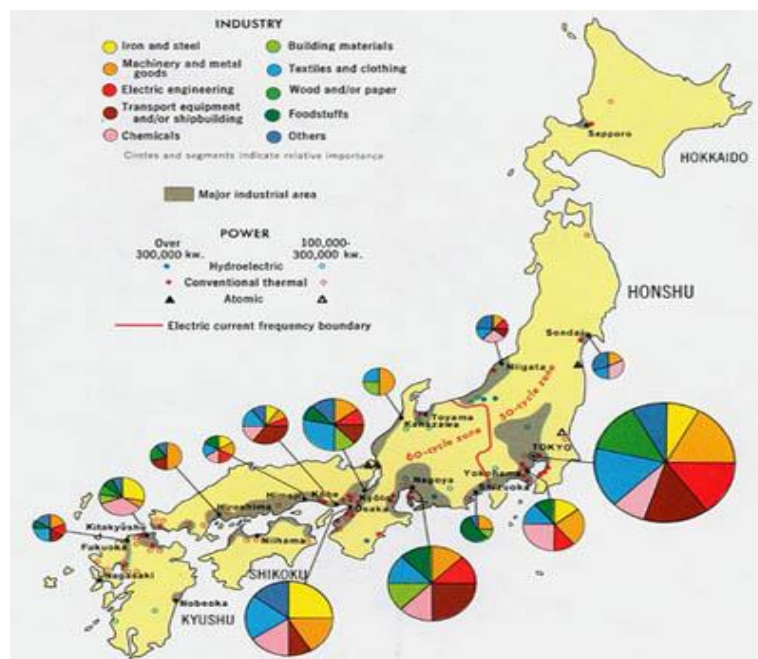 INDUSTRY
Iron and steel
Machinery and metal
goods
Electric engineering
Transport equipment
and/or shipbuilding
Chemicals
Building materials
Textiles and clothing
Wood and/or paper
Foodstuffs
Others
Circles and segments indicate relative importance
Major industrial area
POWER
Over
300,000 kw.
100,000-
300,000 kw.
Hydroelectric
Conventional thermal
Atomic
Electric current frequency boundary
Sapporo
HOKKAIDO
HONSHU
Sendai
Niigata
50-cycle zone
60-cycle zone
Toyama
Kanazawa
TOKYO
Yokohama
Nagoya
Shizuoka
Kyoto
Osaka
Himeji
Kobe
Hiroshima
Niihama
SHIKOKU
Kitakyushu
Fukuoka
Nagasaki
Nobeoka
KYUSHU